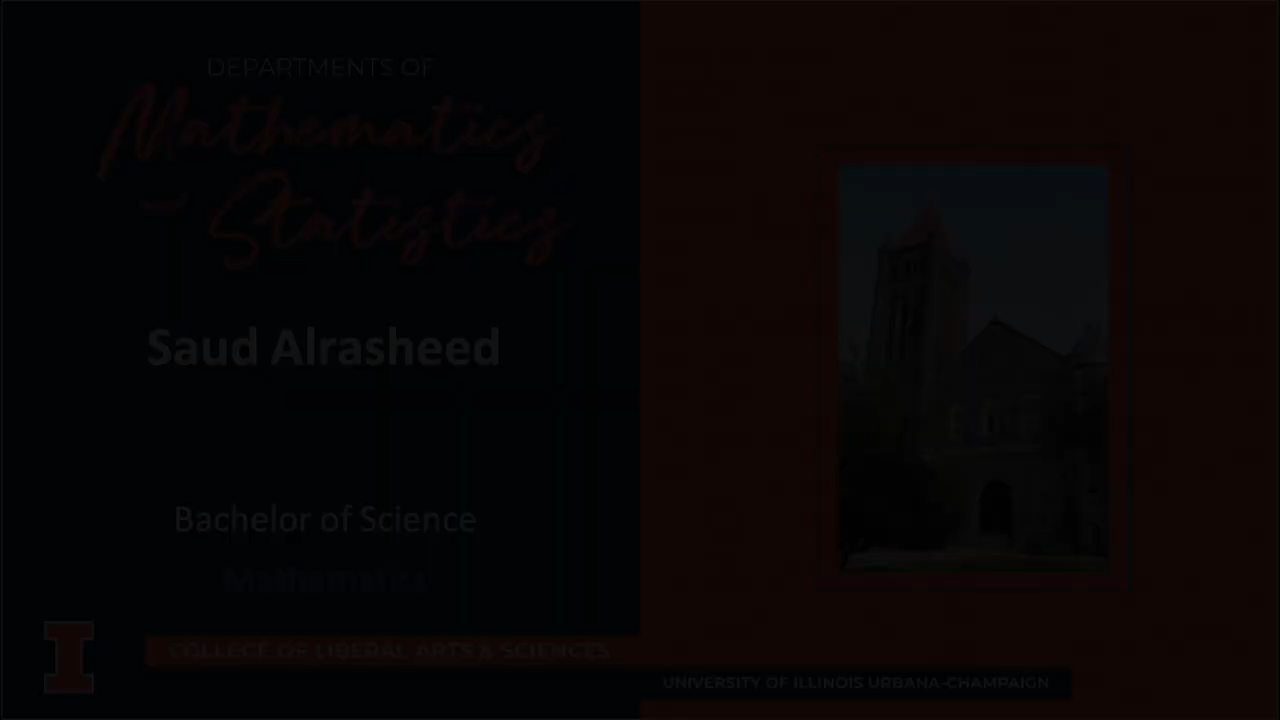 DEPARTMENTS OF
Mathematics
and Statistics
Saud Alrasheed
Bachelor of Science
Mathematics
I
COLLEGE OF LIBERAL ARTS & SCIENCES
UNIVERSITY OF ILLINOIS URBANA-CHAMPAIGN